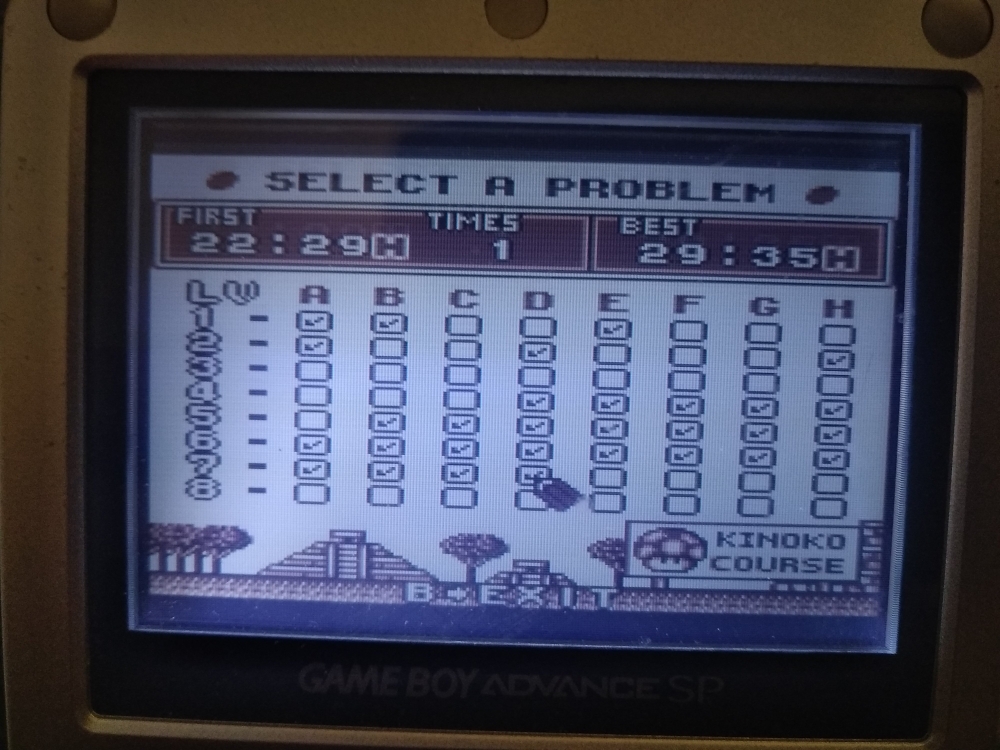 SELECT A PROBLEM
FIRST TIMES BEST
22:29H 1 29:35H
LV A B C D E F G H
1 -
2 -
3 -
4 -
5 -
6 -
7 -
8 -
KINOKO
COURSE
B→EXIT
GAME BOY ADVANCE SP